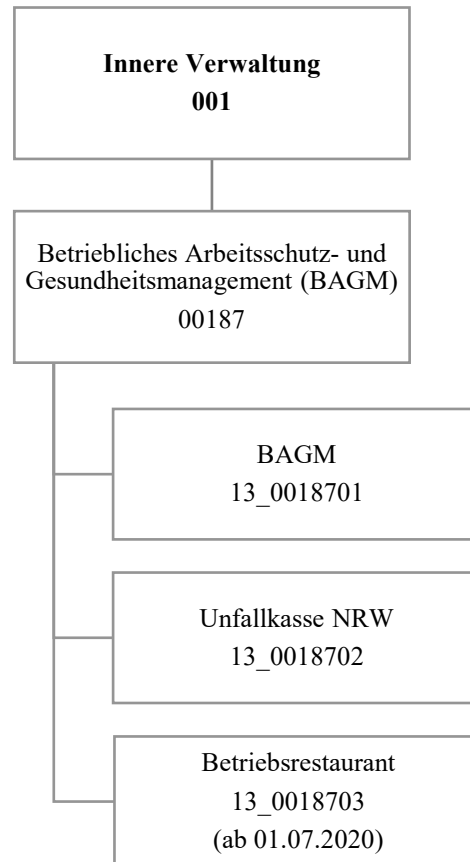 Innere Verwaltung
001
Betriebliches Arbeitsschutz- und
Gesundheitsmanagement (BAGM)
00187
BAGM
13_0018701
Unfallkasse NRW
13_0018702
Betriebsrestaurant
13_0018703
(ab 01.07.2020)